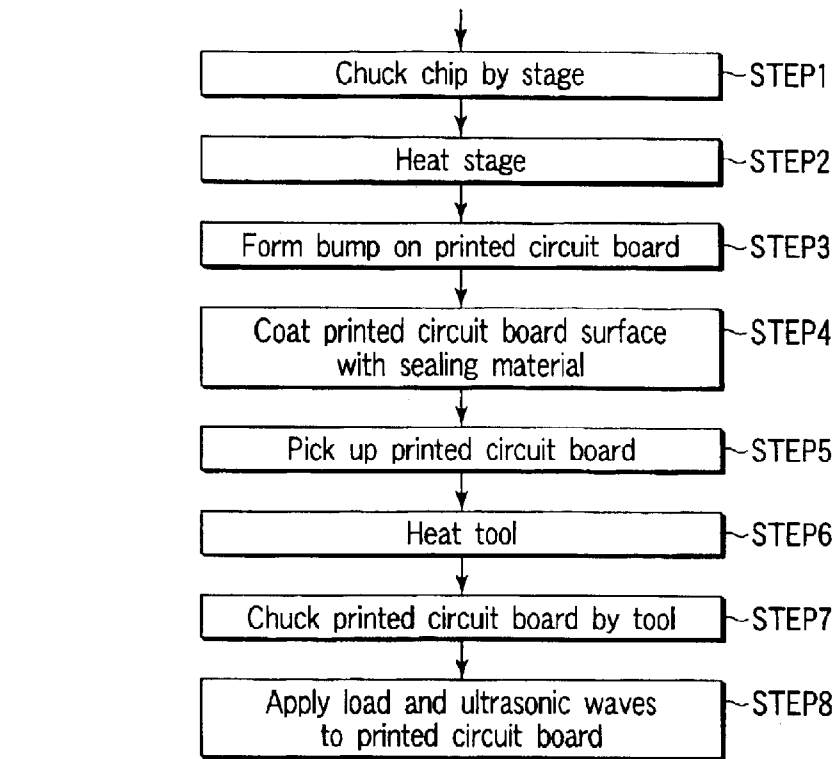 Chuck chip by stage
STEP1
Heat stage
STEP2
Form bump on printed circuit board
STEP3
Coat printed circuit board surface
with sealing material
STEP4
Pick up printed circuit board
STEP5
Heat tool
STEP6
Chuck printed circuit board by tool
STEP7
Apply load and ultrasonic waves
to printed circuit board
STEP8